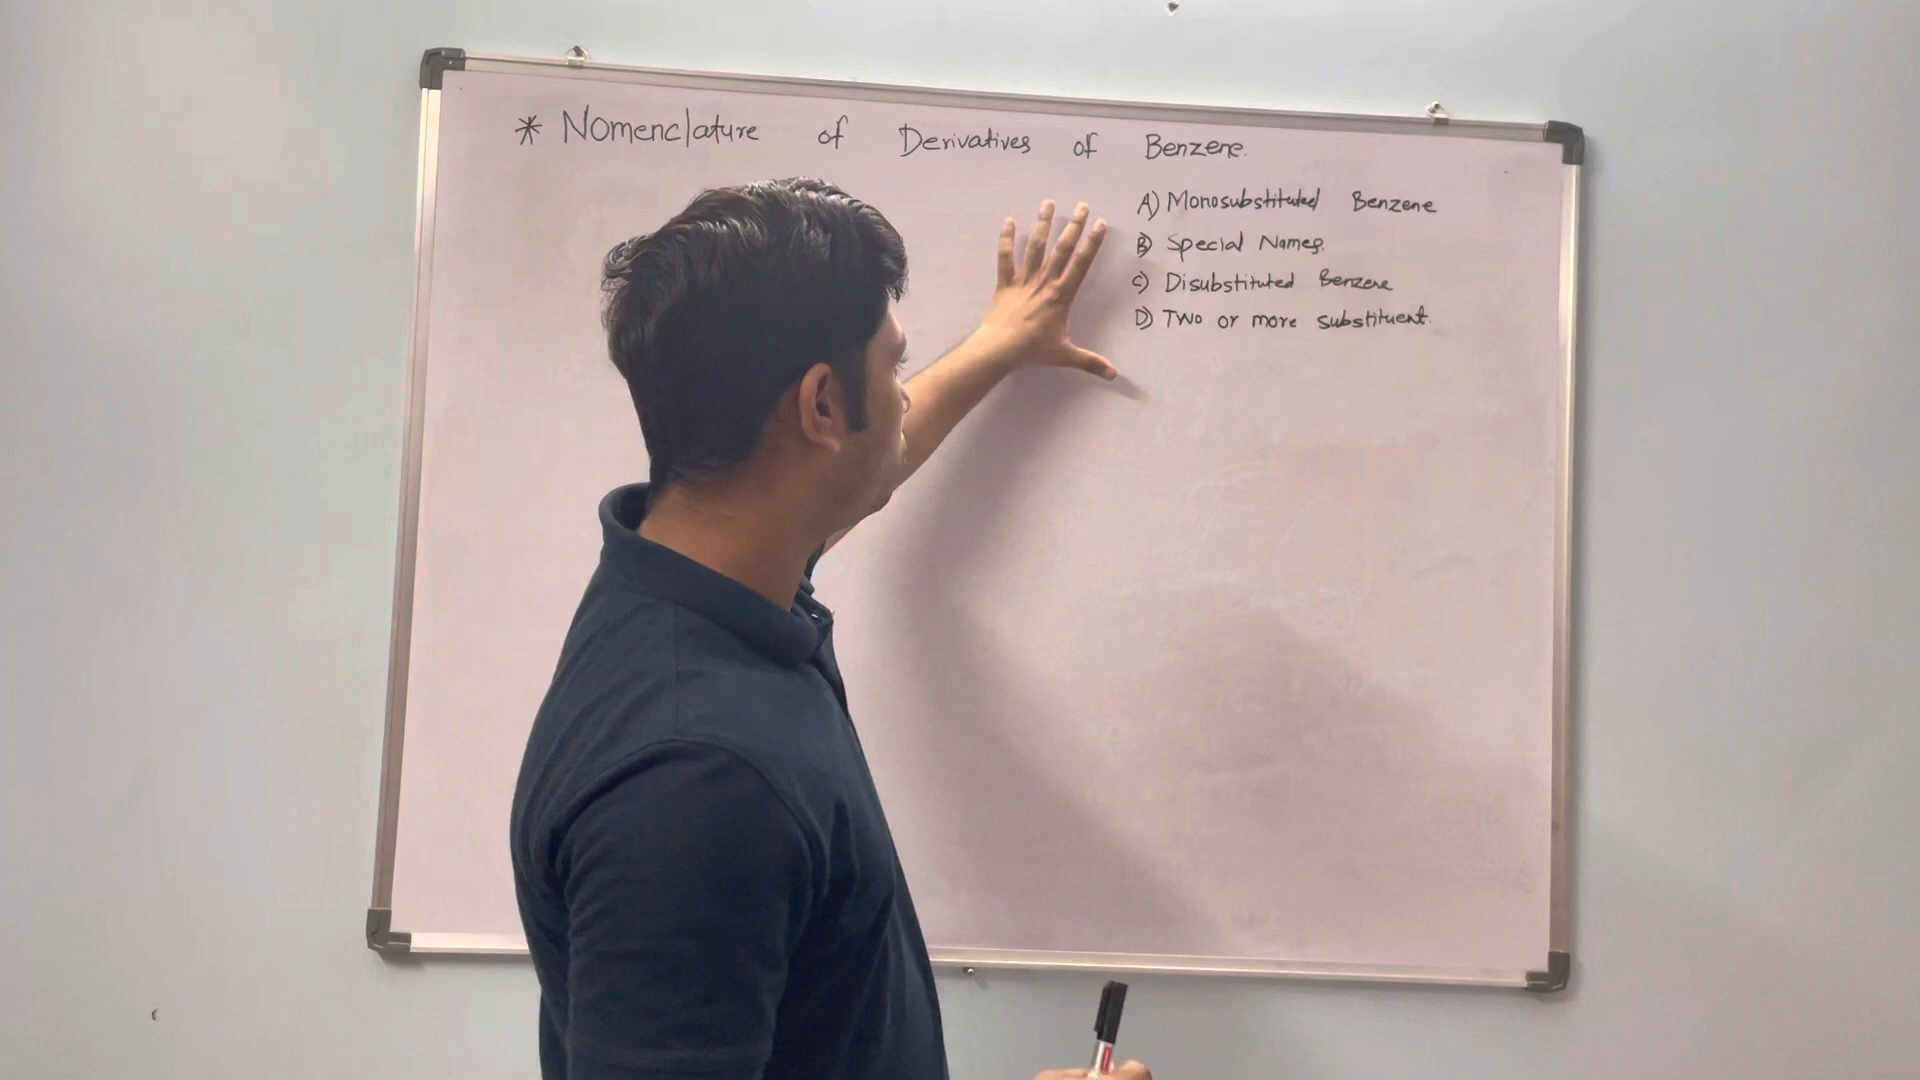 * Nomenclature of Derivatives of Benzene.
A) Monosubstituted Benzene
B) Special Names.
C) Disubstituted Benzene
D) Two or more substituent.